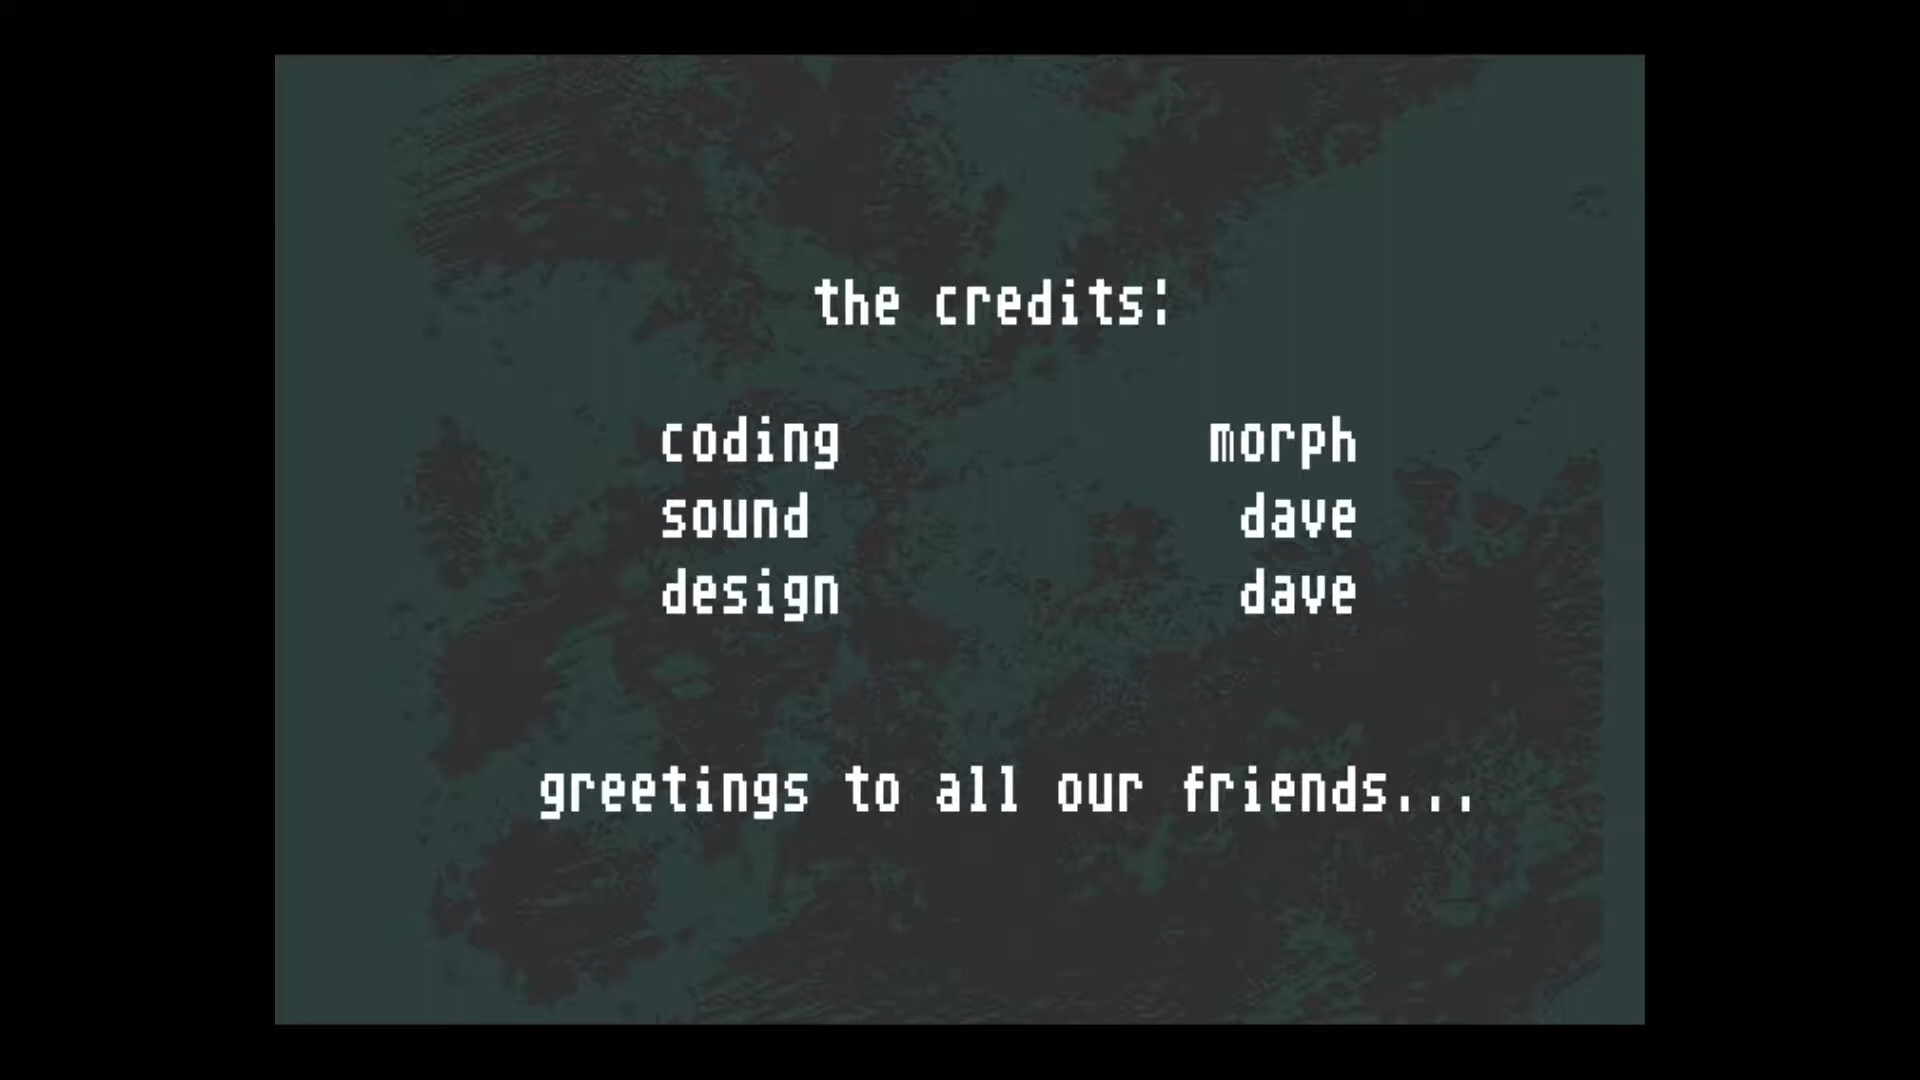 the credits:
coding morph
sound dave
design dave
greetings to all our friends...